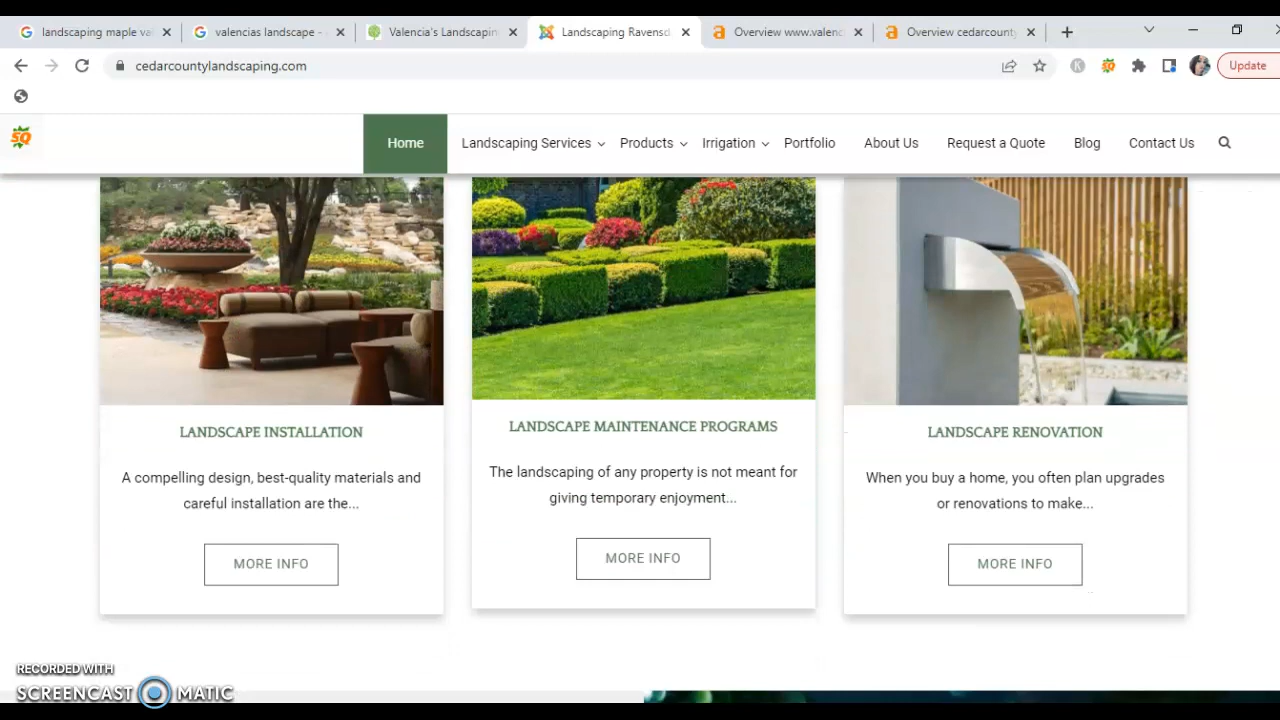 landscaping maple val
valencias landscape -
Valencia's Landscapin
Landscaping Ravensd
Overview www.valenc
Overview cedarcounty
cedarcountylandscaping.com
K
SQ
Update
SQ
Home
Landscaping Services
Products
Irrigation
Portfolio
About Us
Request a Quote
Blog
Contact Us
LANDSCAPE INSTALLATION
A compelling design, best-quality materials and
careful installation are the...
MORE INFO
LANDSCAPE MAINTENANCE PROGRAMS
The landscaping of any property is not meant for
giving temporary enjoyment...
MORE INFO
LANDSCAPE RENOVATION
When you buy a home, you often plan upgrades
or renovations to make...
MORE INFO
RECORDED WITH
SCREENCAST MATIC